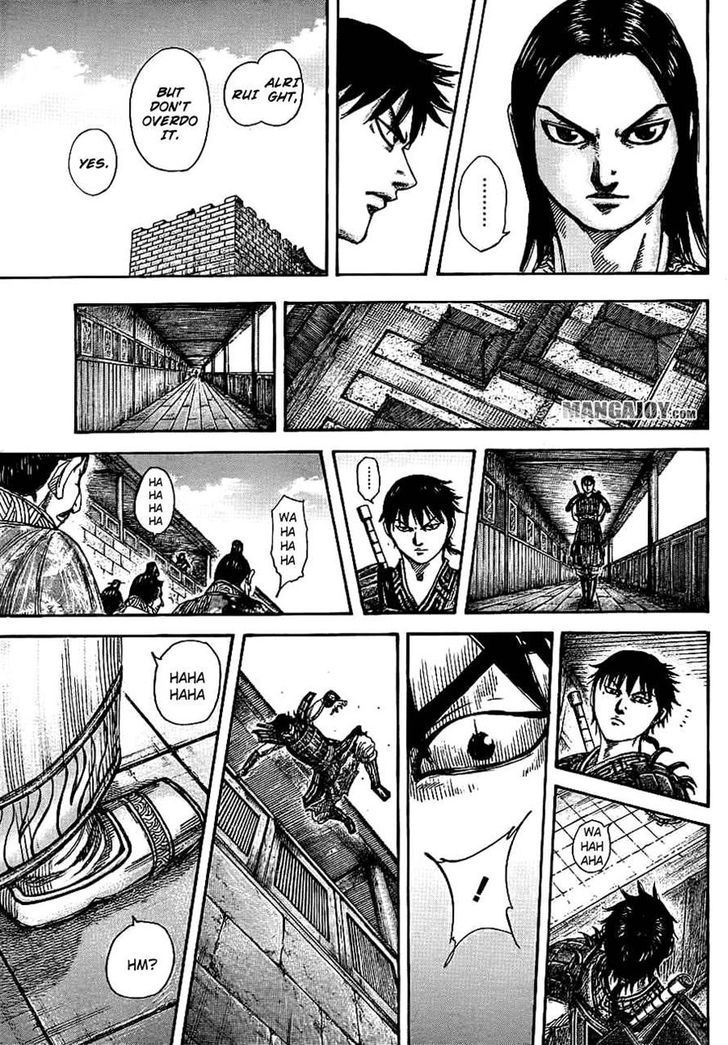 ........
ALRI
RUI GHT,
BUT
DON'T
OVERDO
IT.
YES.
MANGAJOY.COM
.....
WA
HA
HA
HA
HA
HA
HA
HA
WA
HAH
AHA
!
HAHA
HAHA
HM?